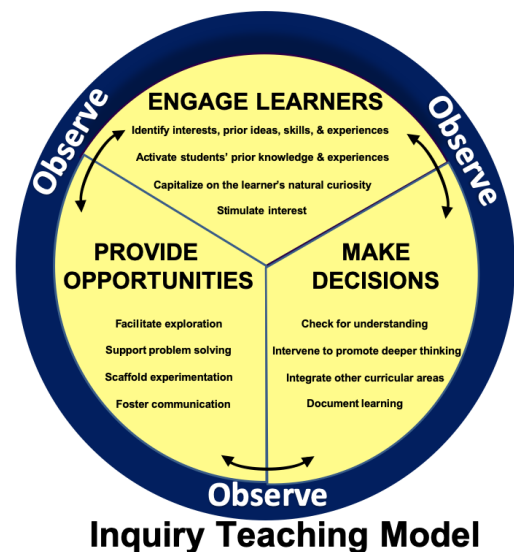 Observe
Observe
ENGAGE LEARNERS
Identify interests, prior ideas, skills, & experiences
Activate students' prior knowledge & experiences
Capitalize on the learner's natural curiosity
Stimulate interest
PROVIDE
OPPORTUNITIES
Facilitate exploration
Support problem solving
Scaffold experimentation
Foster communication
MAKE
DECISIONS
Check for understanding
Intervene to promote deeper thinking
Integrate other curricular areas
Document learning
Observe
Inquiry Teaching Model